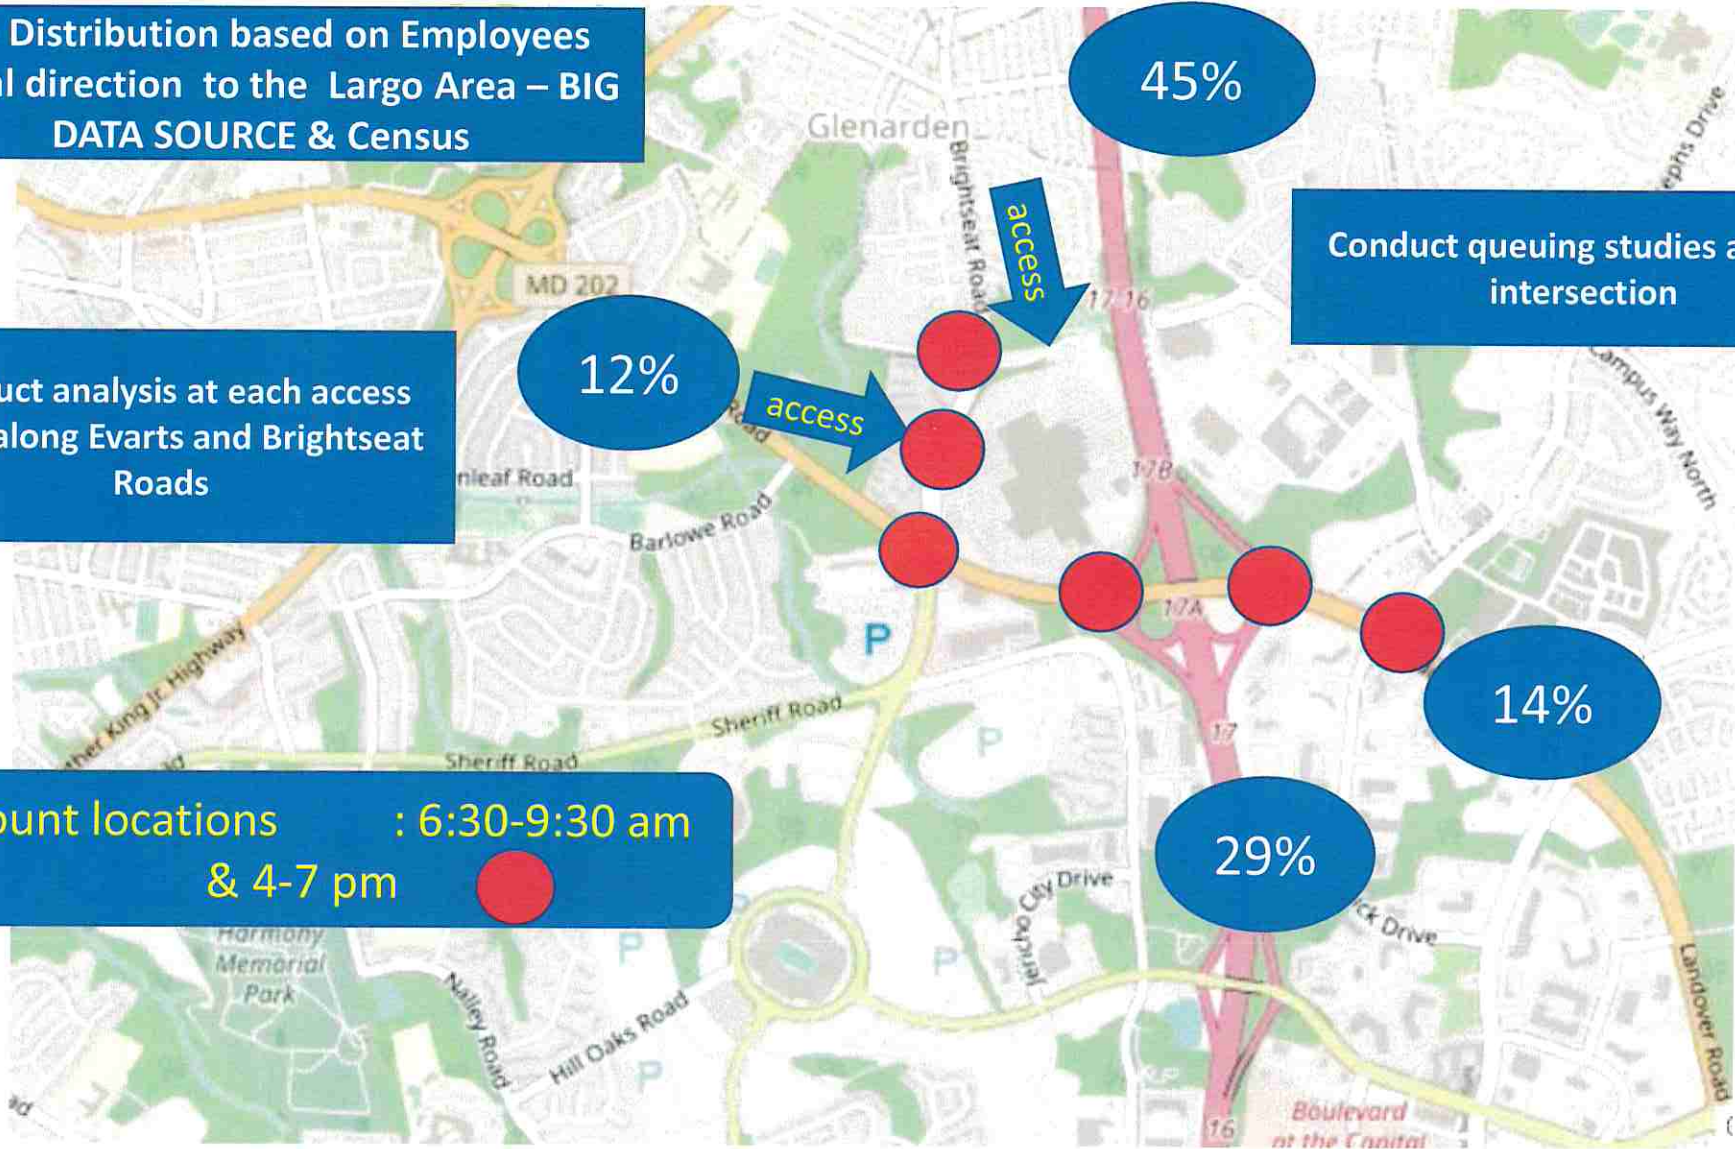 Distribution based on Employees
l direction to the Largo Area – BIG
DATA SOURCE & Census
45%
Glenarden
Brightseat Road
access
ephs Drive
Conduct queuing studies a
intersection
MD 202
17 16
12%
access
Road
uct analysis at each access
along Evarts and Brightseat
Roads
nleaf Road
Barlowe Road
17B
Campus Way North
17A
P
ther King Jr. Highway
Sheriff Road
Sheriff Road
P
17
14%
ount locations : 6:30-9:30 am
& 4-7 pm
29%
Jericho City Drive
ick Drive
Harmony
Memorial
Park
P
P
Nalley Road
Hill Oaks Road
P
Landover Road
16
Boulevard
at the Capital
ad